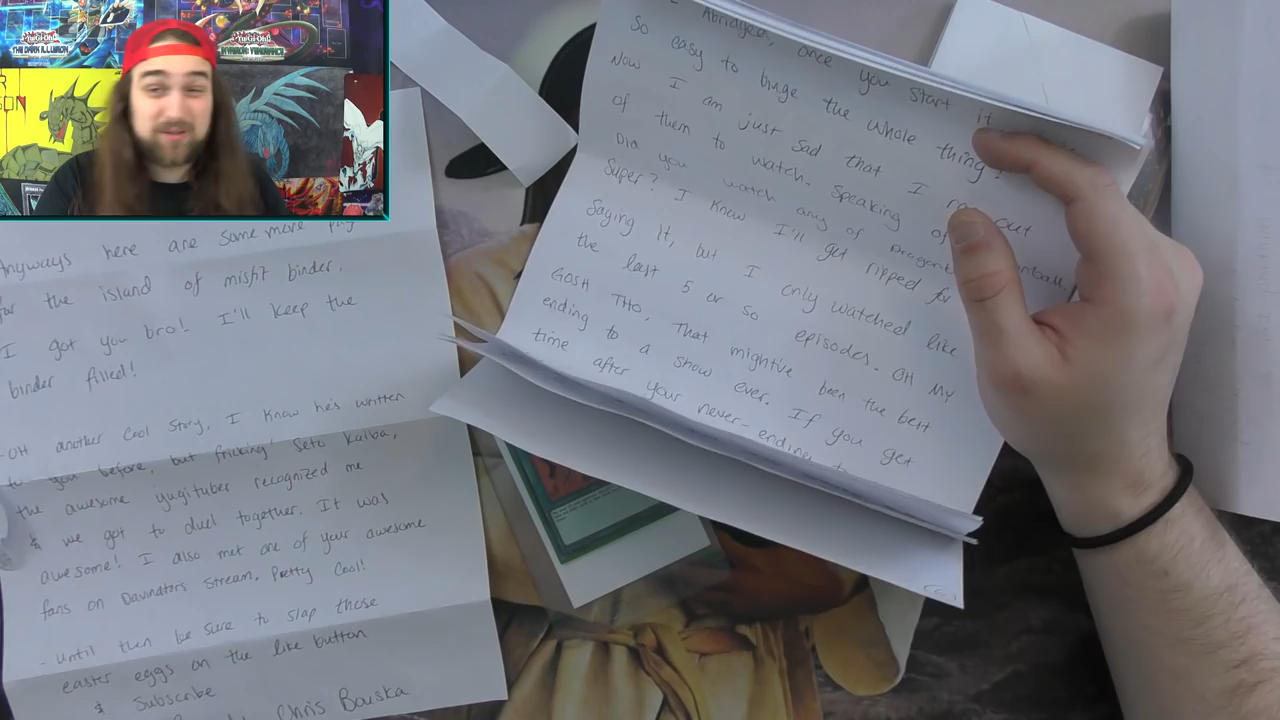 Yu-Gi-Oh!
THE DARK ILLUSION
Yu-Gi-Oh!
INVASION: VENGEANCE
Anyways here are some more
for the island of misfit binder.
I got you bro! I'll keep the
binder filled!
-OH another cool story, I know he's written
to you before, but fricking' Seto Kaiba,
the awesome yugituber recognized me
& we got to duel together. It was
awesome! I also met one of your awesome
fans on Davinators Stream. Pretty cool!
-Until then be sure to slap those
easter eggs on the like button
& Subscribe
Chris Bouska
- Abridged, once you start it
So easy to binge the whole thing!
Now I am just sad that I ran out
of them to watch. Speaking of
Did you watch any of Dragonball
Super? I know I'll get ripped for
Saying it, but I only watched like
the last 5 or so episodes. OH MY
GOSH THO, That might've been the best
ending to a show ever. If you get
time after your never-ending